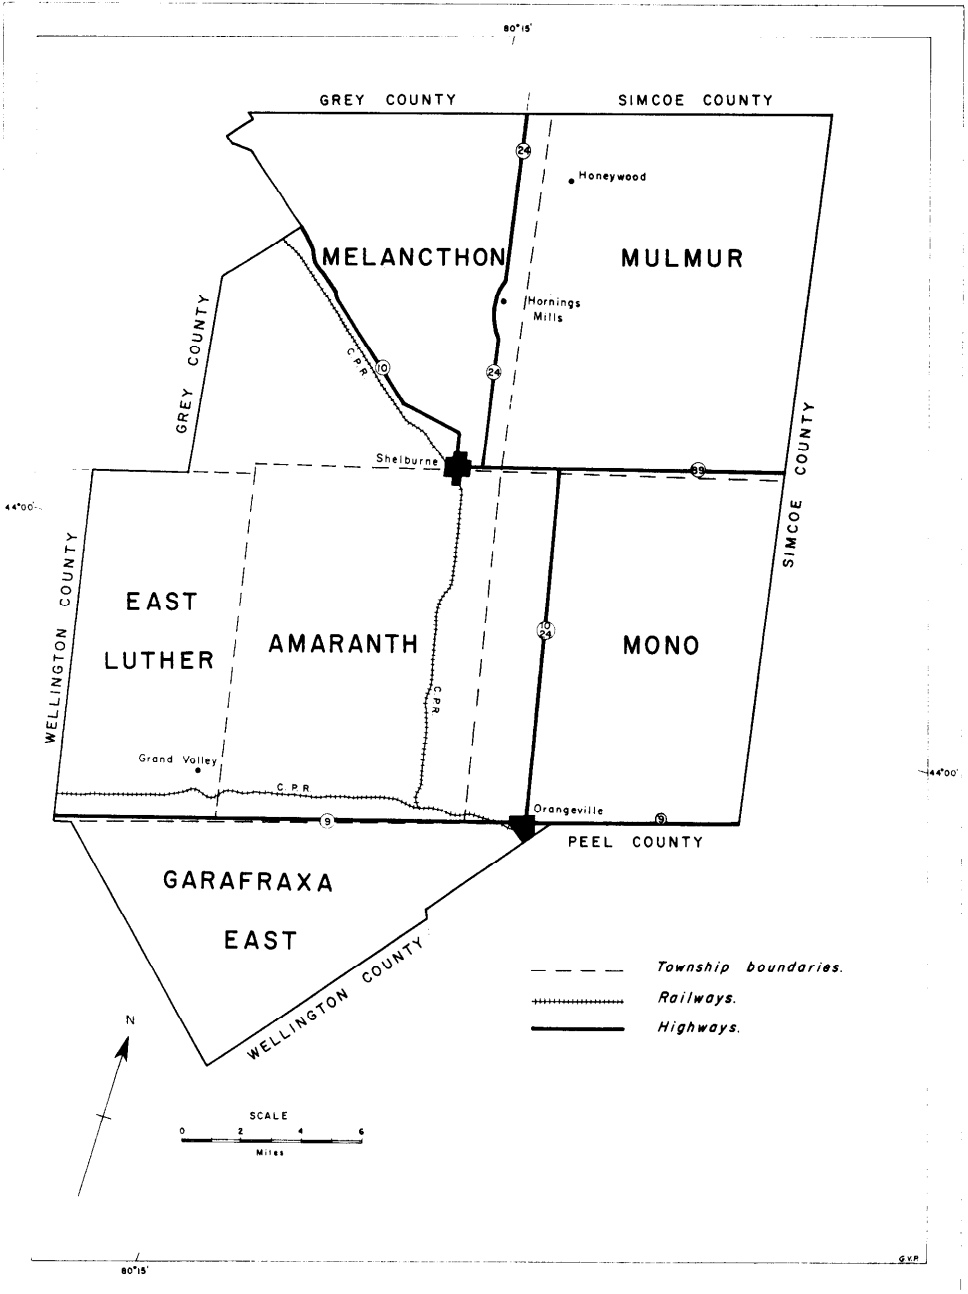 80°15'
GREY COUNTY
SIMCOE COUNTY
24
Honeywood
MELANCTHON
MULMUR
Hornings
Mills
GREY COUNTY
C.P.R.
10
24
SIMCOE COUNTY
Shelburne
89
44°00'
WELLINGTON COUNTY
EAST
LUTHER
AMARANTH
10
24
MONO
C.P.R.
Grand Valley
C.P.R.
44°00'
Orangeville
9
9
PEEL COUNTY
GARAFRAXA
EAST
WELLINGTON COUNTY
Township boundaries.
Railways.
Highways.
N
SCALE
0 2 4 6
Miles
80°15'
G.V.P.